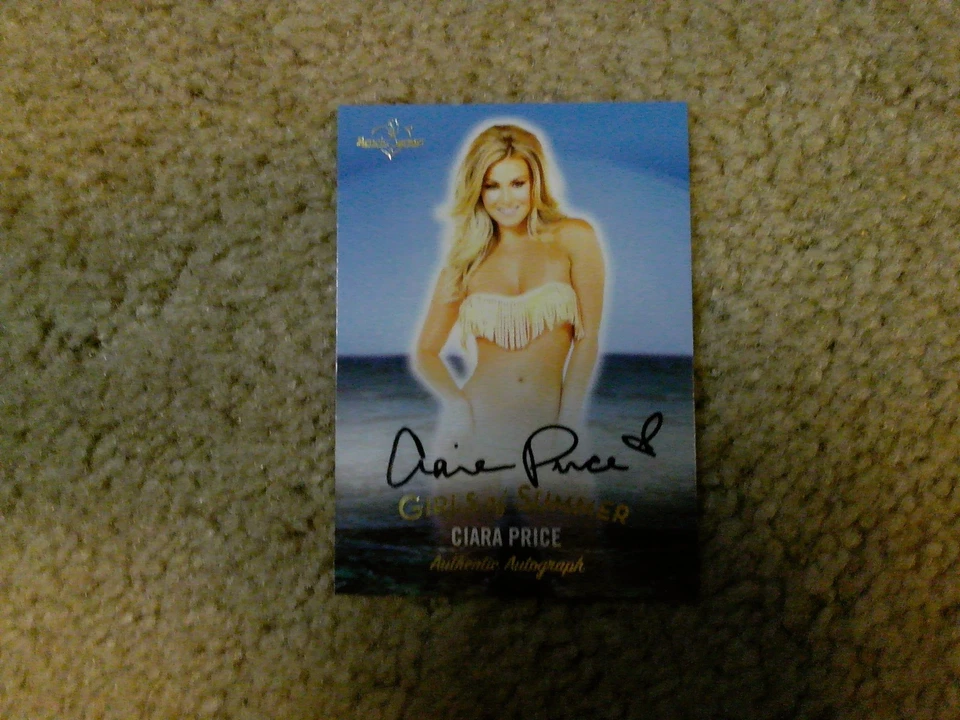 Ciara Price
GIRLS OF SUMMER
CIARA PRICE
Authentic Autograph